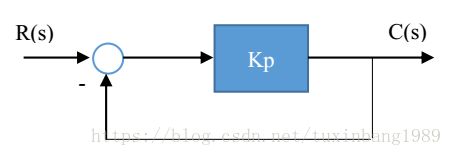 R(s)
C(s)
Kp
-
https://blog.csdn.net/tuxinbang1989